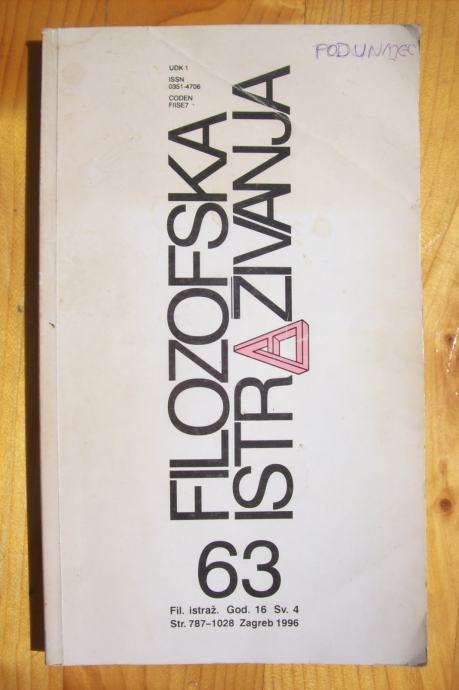 PODUNAJEC
UDK 1
ISSN
0351-4706
CODEN
FIISE7
FILOZOFSKA
ISTRAŽIVANJA
63
Fil. istraž. God. 16 Sv. 4
Str. 787–1028 Zagreb 1996